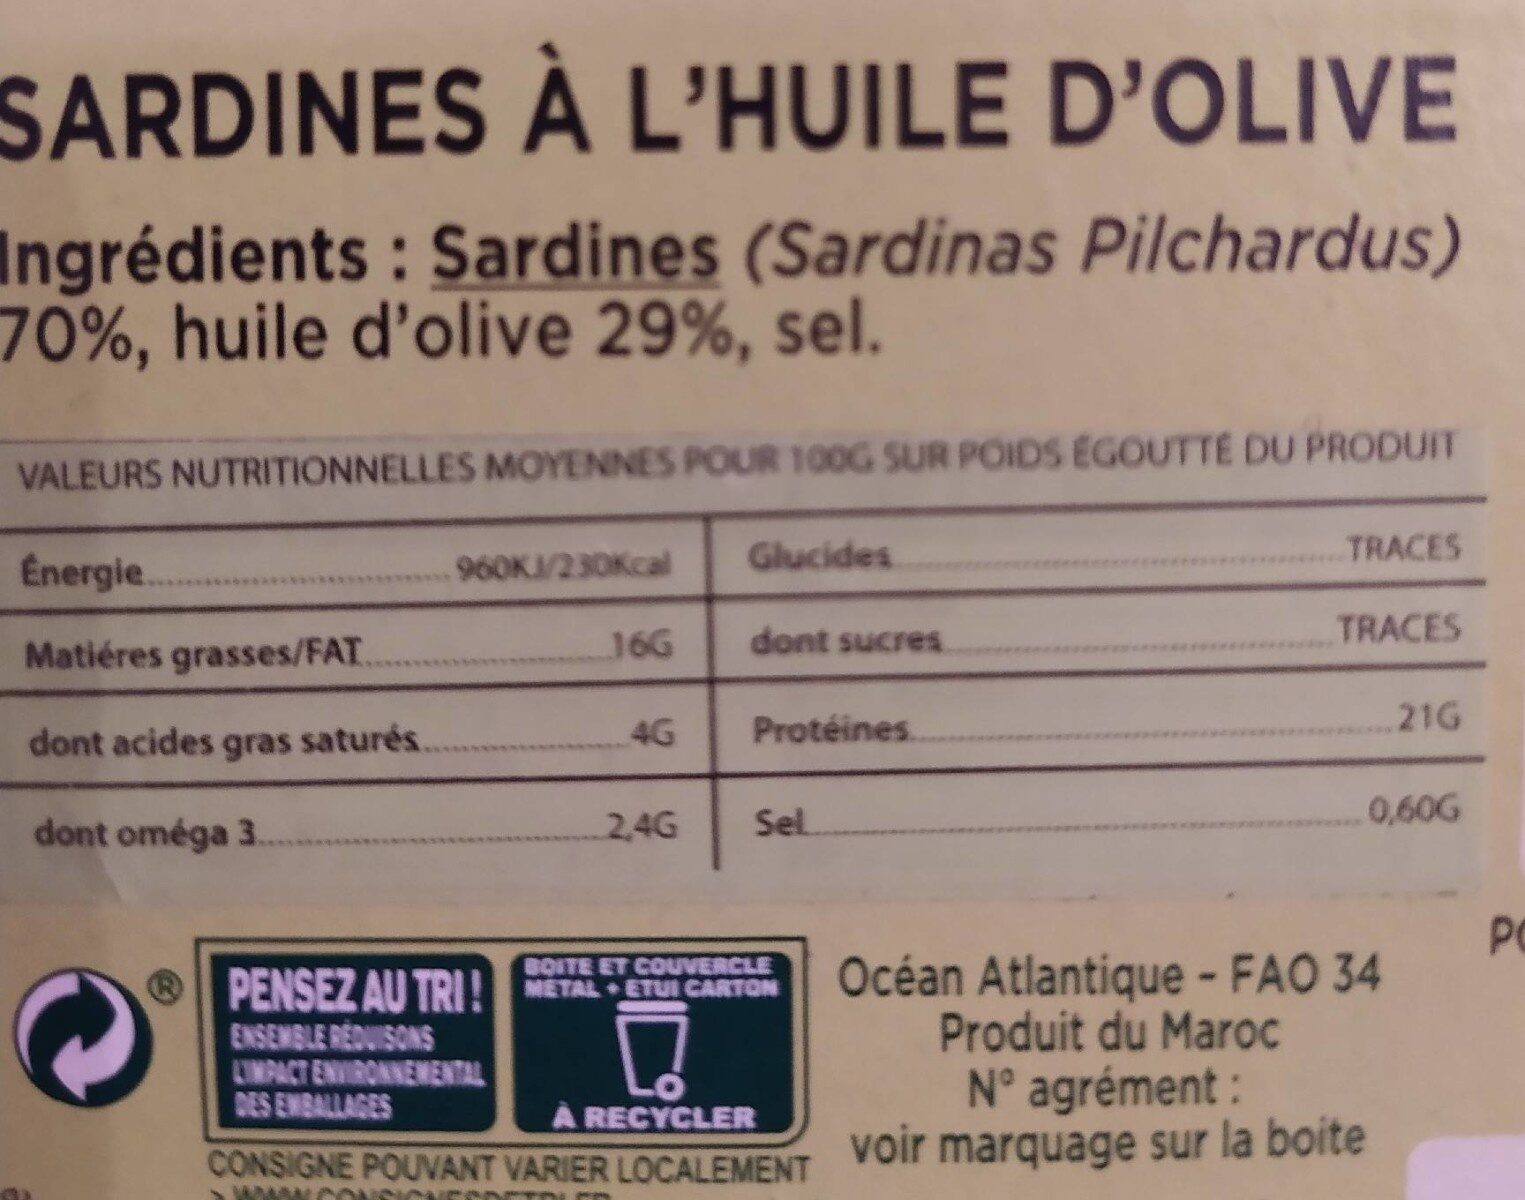 SARDINES À L'HUILE D'OLIVE
Ingrédients : Sardines (Sardinas Pilchardus)
70%, huile d'olive 29%, sel.
VALEURS NUTRITIONNELLES MOYENNES POUR 100G SUR POIDS ÉGOUTTÉ DU PRODUIT
Énergie 960KJ/230Kcal
Glucides TRACES
Matiéres grasses/FAT 16G
dont sucres TRACES
dont acides gras saturés 4G
Protéines 21G
dont oméga 3 2,4G
Sel 0,60G
®
PENSEZ AU TRI !
ENSEMBLE RÉDUISONS
L'IMPACT ENVIRONNEMENTAL
DES EMBALLAGES
BOITE ET COUVERCLE
METAL + ETUI CARTON
À RECYCLER
CONSIGNE POUVANT VARIER LOCALEMENT
Océan Atlantique - FAO 34
Produit du Maroc
N° agrément :
voir marquage sur la boite